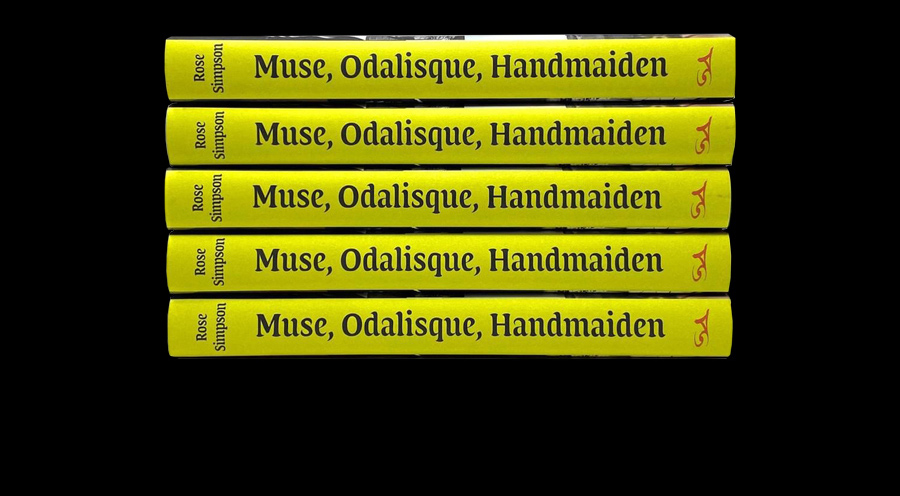 Rose
Simpson
Muse, Odalisque, Handmaiden
Rose
Simpson
Muse, Odalisque, Handmaiden
Rose
Simpson
Muse, Odalisque, Handmaiden
Rose
Simpson
Muse, Odalisque, Handmaiden
Rose
Simpson
Muse, Odalisque, Handmaiden